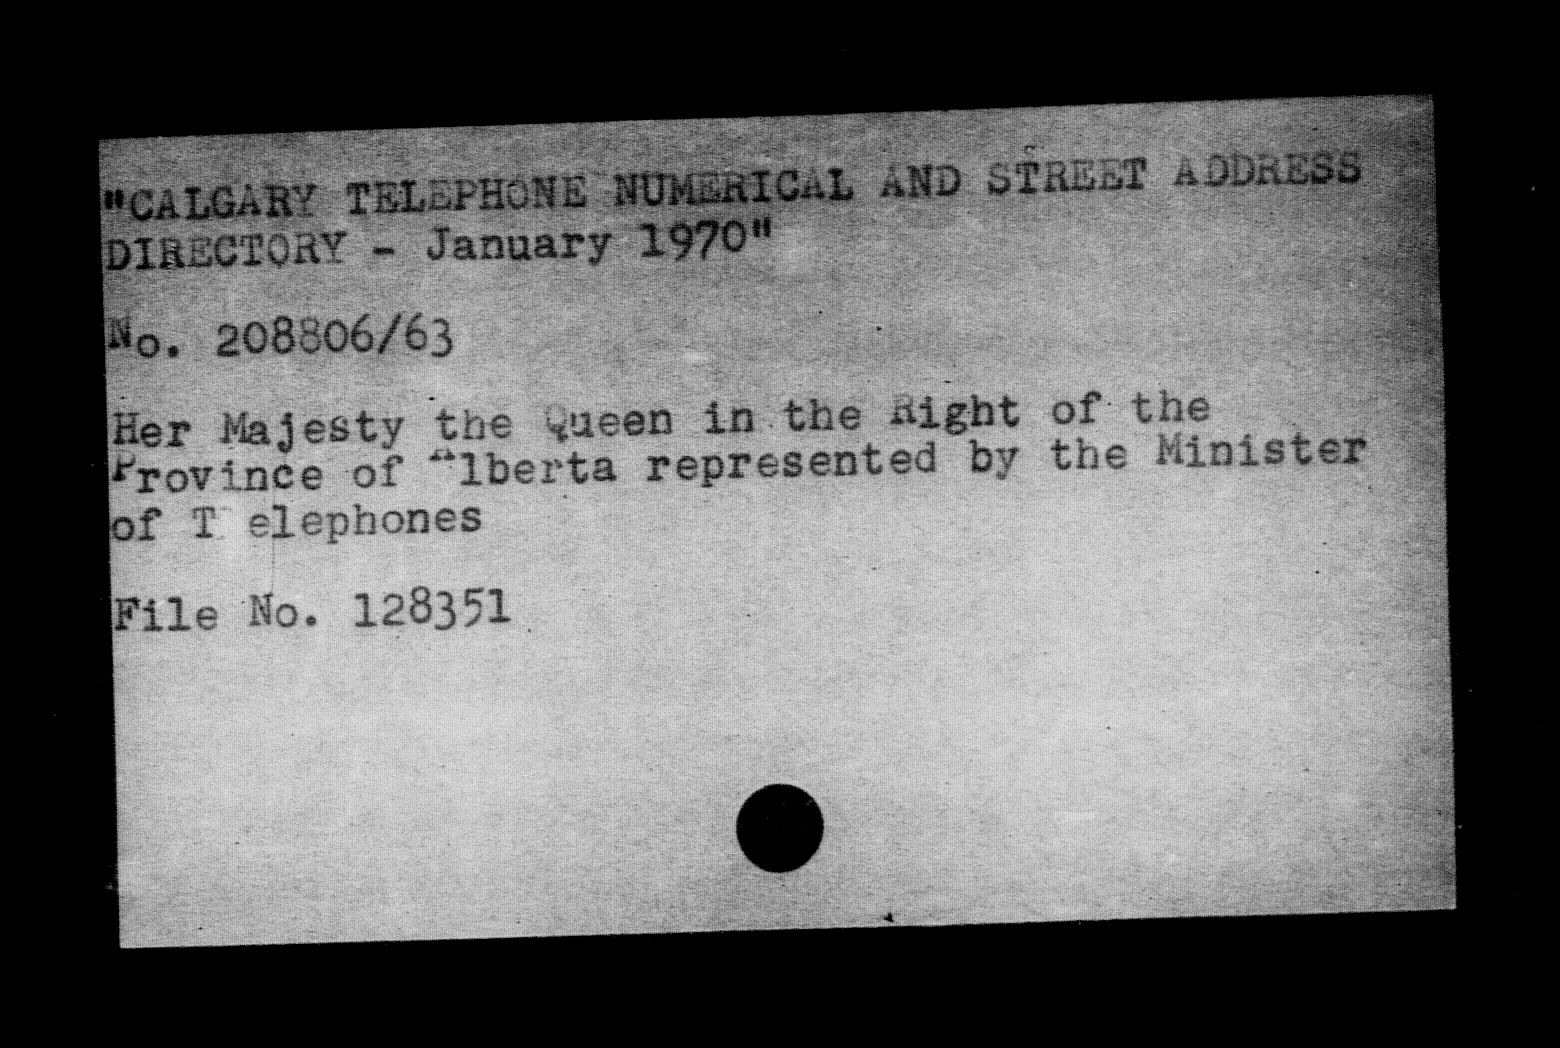 "CALGARY TELEPHONE NUMERICAL AND STREET ADDRESS
DIRECTORY - January 1970"
No. 208806/63
Her Majesty the Queen in the Right of the
Province of Alberta represented by the Minister
of T elephones
File No. 128351